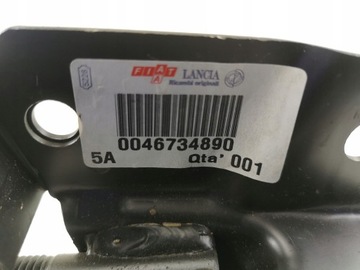 FIAT LANCIA
Ricambi originali
0046734890
5A Qta' 001